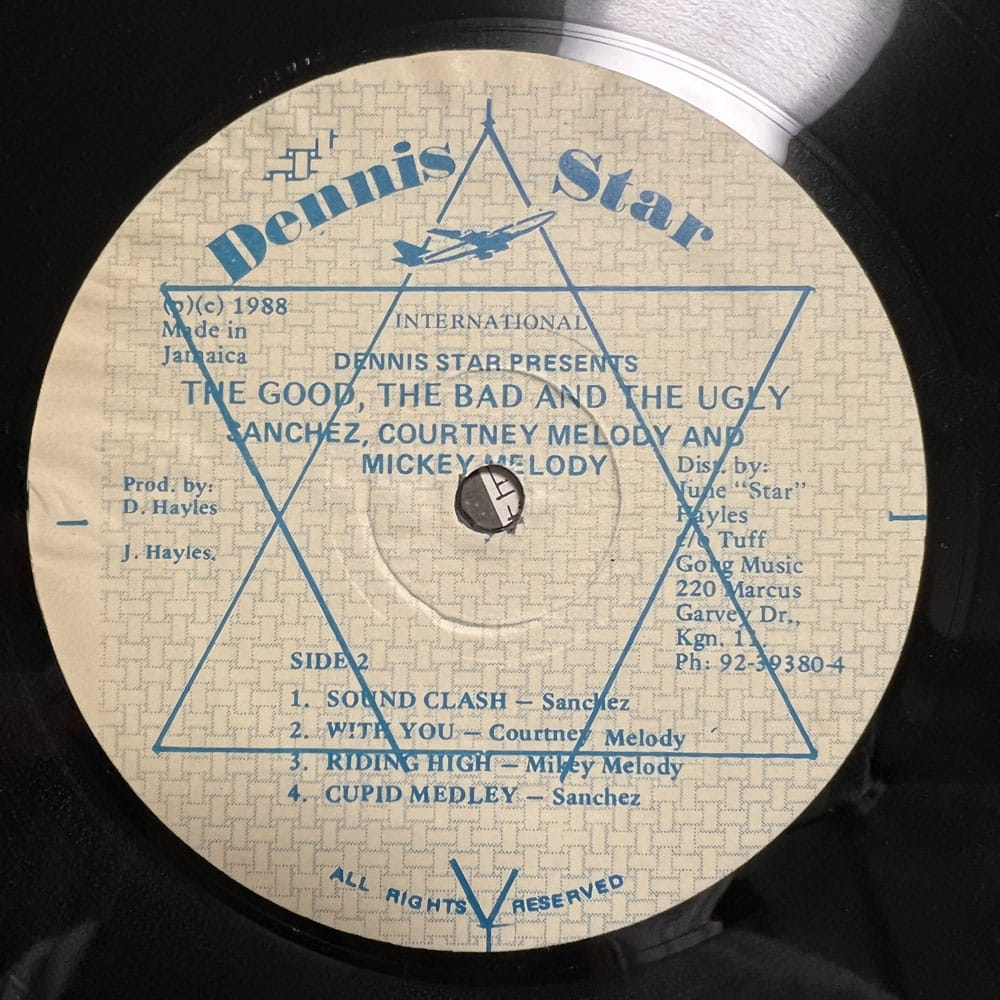 Dennis Star
(p)(c) 1988
Made in
Jamaica
INTERNATIONAL
DENNIS STAR PRESENTS
THE GOOD, THE BAD AND THE UGLY
SANCHEZ, COURTNEY MELODY AND
MICKEY MELODY
Prod. by:
D. Hayles
J. Hayles.
Dist. by:
June "Star"
Hayles
c/o Tuff
Gong Music
220 Marcus
Garvey Dr.,
Kgn. 11
Ph: 92-39380-4
SIDE 2
1. SOUND CLASH — Sanchez
2. WITH YOU — Courtney Melody
3. RIDING HIGH — Mikey Melody
4. CUPID MEDLEY — Sanchez
ALL RIGHTS RESERVED